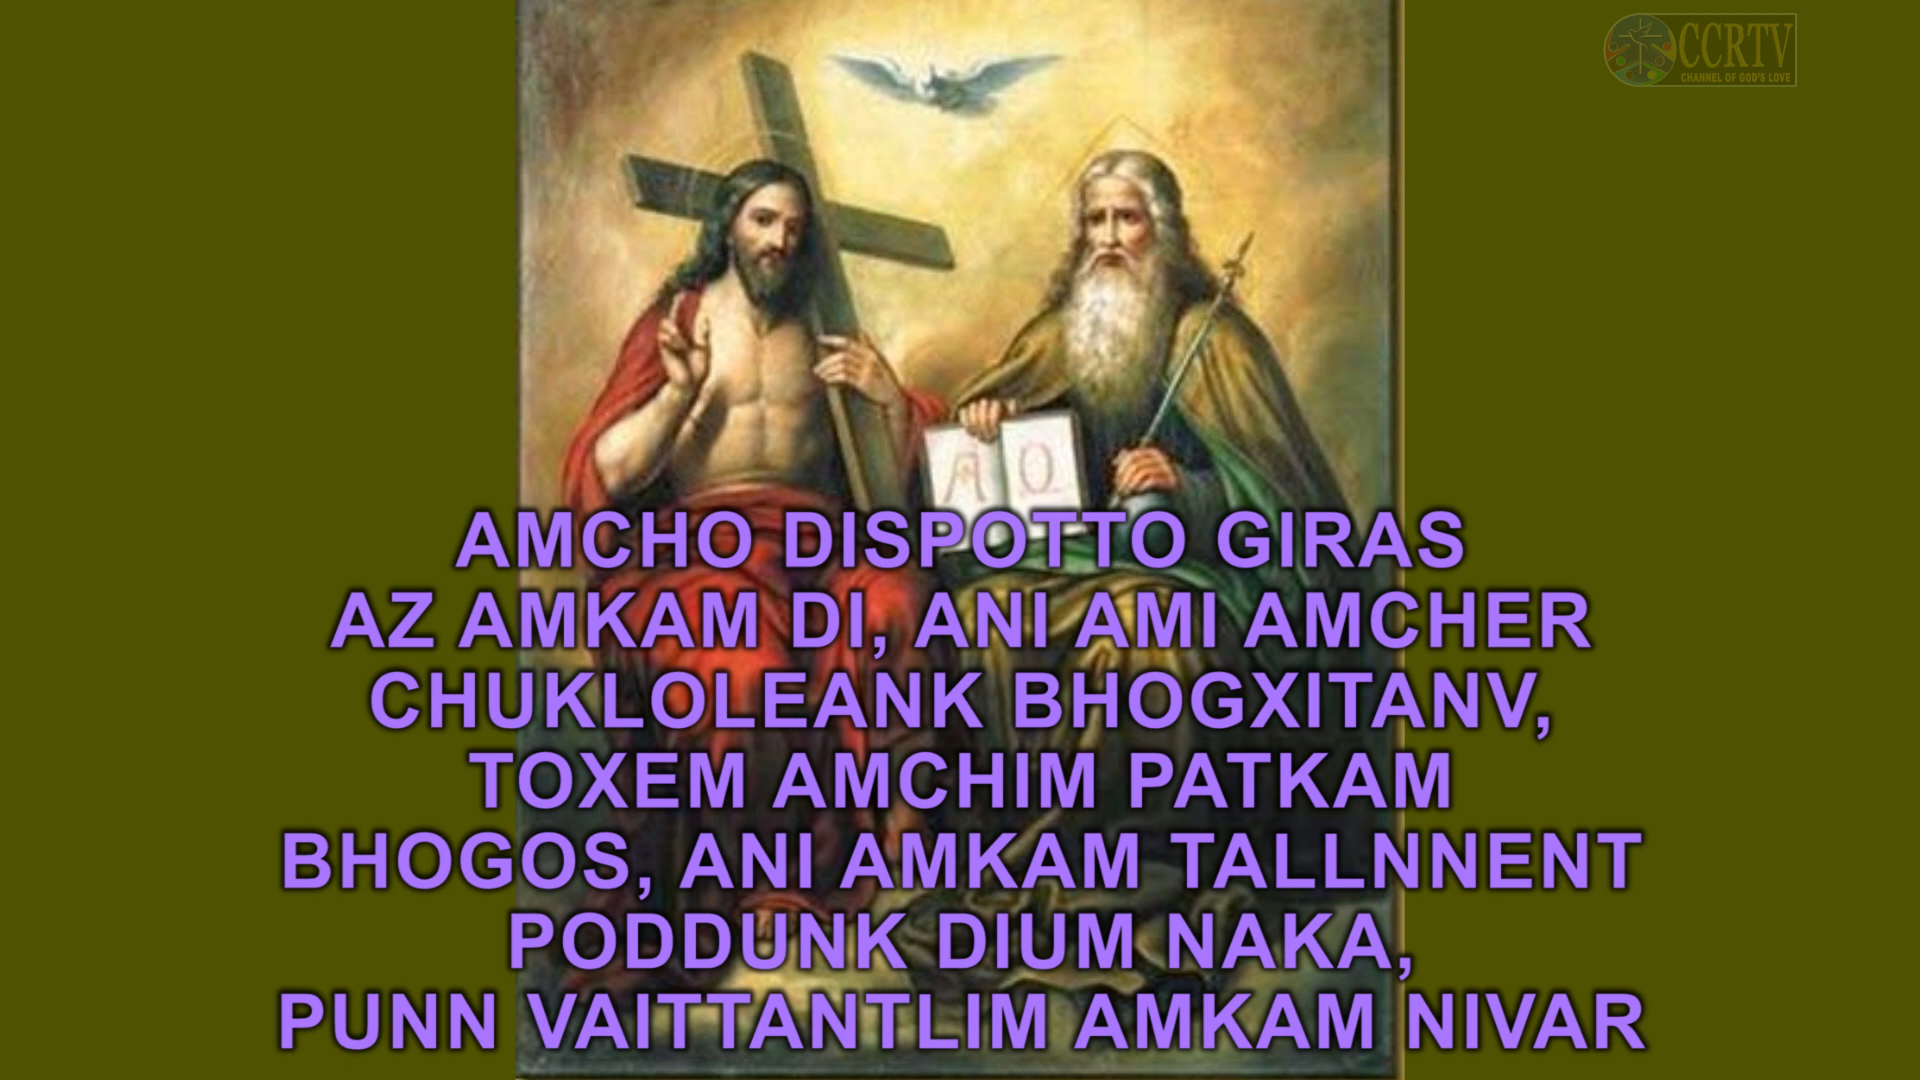 CCRTV
CHANNEL OF GOD'S LOVE
A Ω
AMCHO DISPOTTO GIRAS
AZ AMKAM DI, ANI AMI AMCHER
CHUKLOLEANK BHOGXITANV,
TOXEM AMCHIM PATKAM
BHOGOS, ANI AMKAM TALLNNENT
PODDUNK DIUM NAKA,
PUNN VAITTANTLIM AMKAM NIVAR